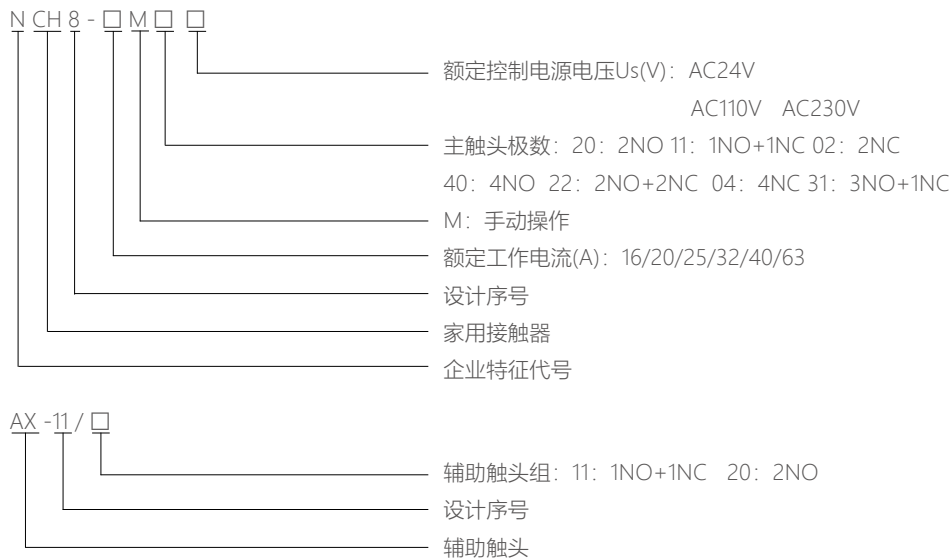 N CH 8 - □ M □ □
额定控制电源电压Us(V)：AC24V
AC110V AC230V
主触头极数：20：2NO 11：1NO+1NC 02：2NC
40：4NO 22：2NO+2NC 04：4NC 31：3NO+1NC
M：手动操作
额定工作电流(A)：16/20/25/32/40/63
设计序号
家用接触器
企业特征代号
AX -11 / □
辅助触头组：11：1NO+1NC 20：2NO
设计序号
辅助触头